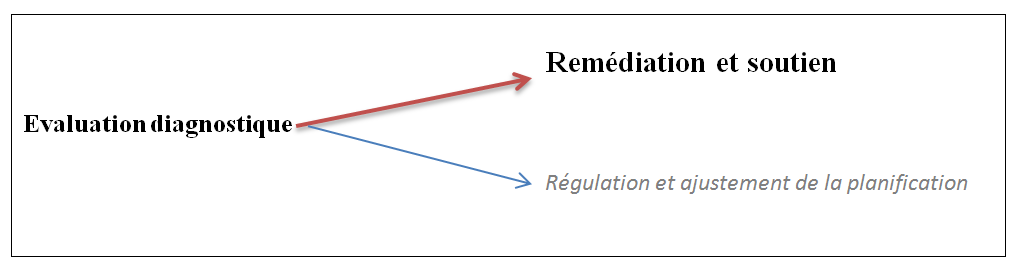 Remédiation et soutien
Evaluation diagnostique
Régulation et ajustement de la planification